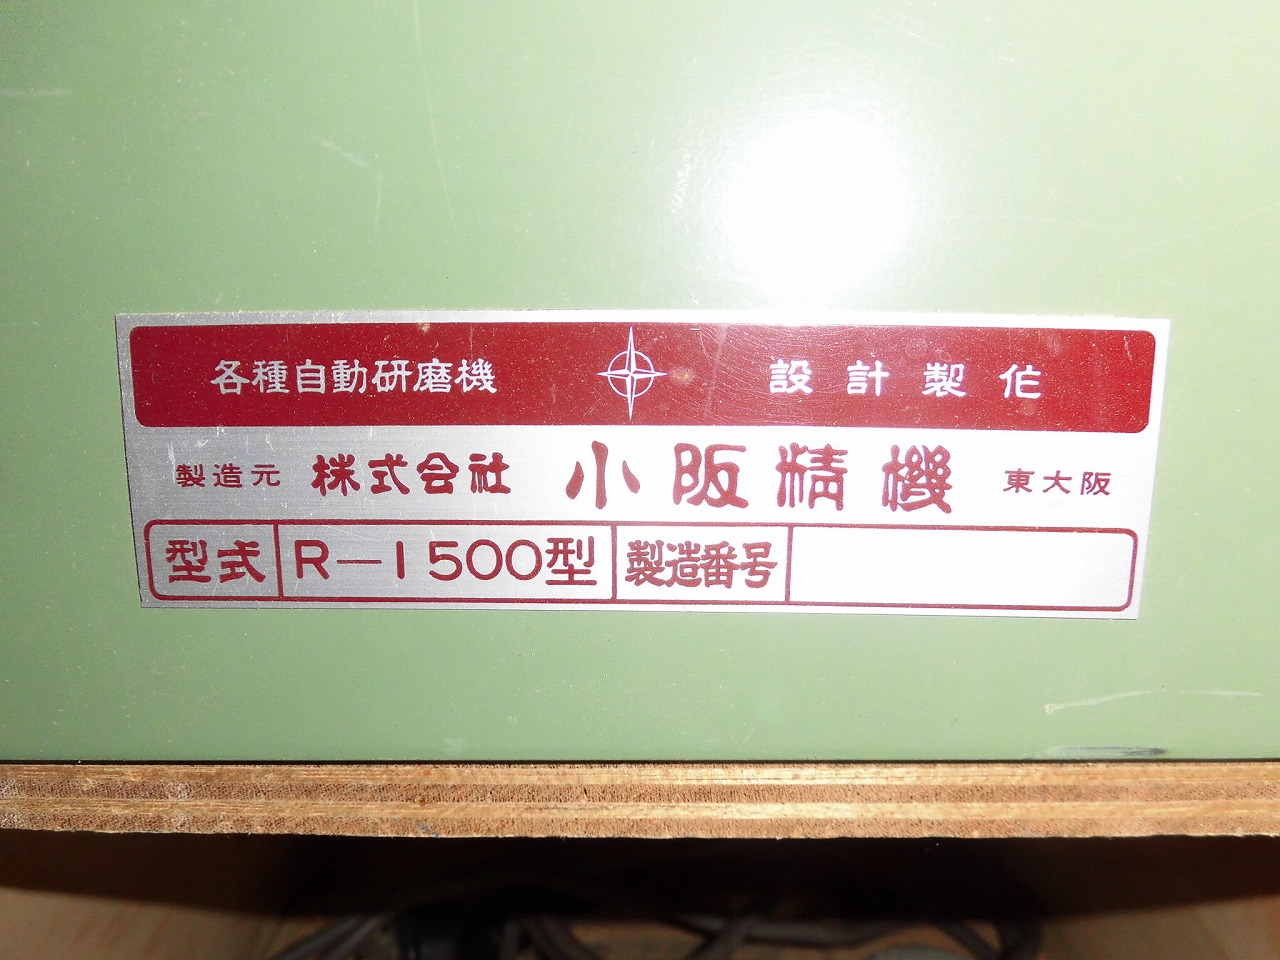 各種自動研磨機 設計製作
製造元 株式会社 小阪精機 東大阪
型式 R-1500型 製造番号